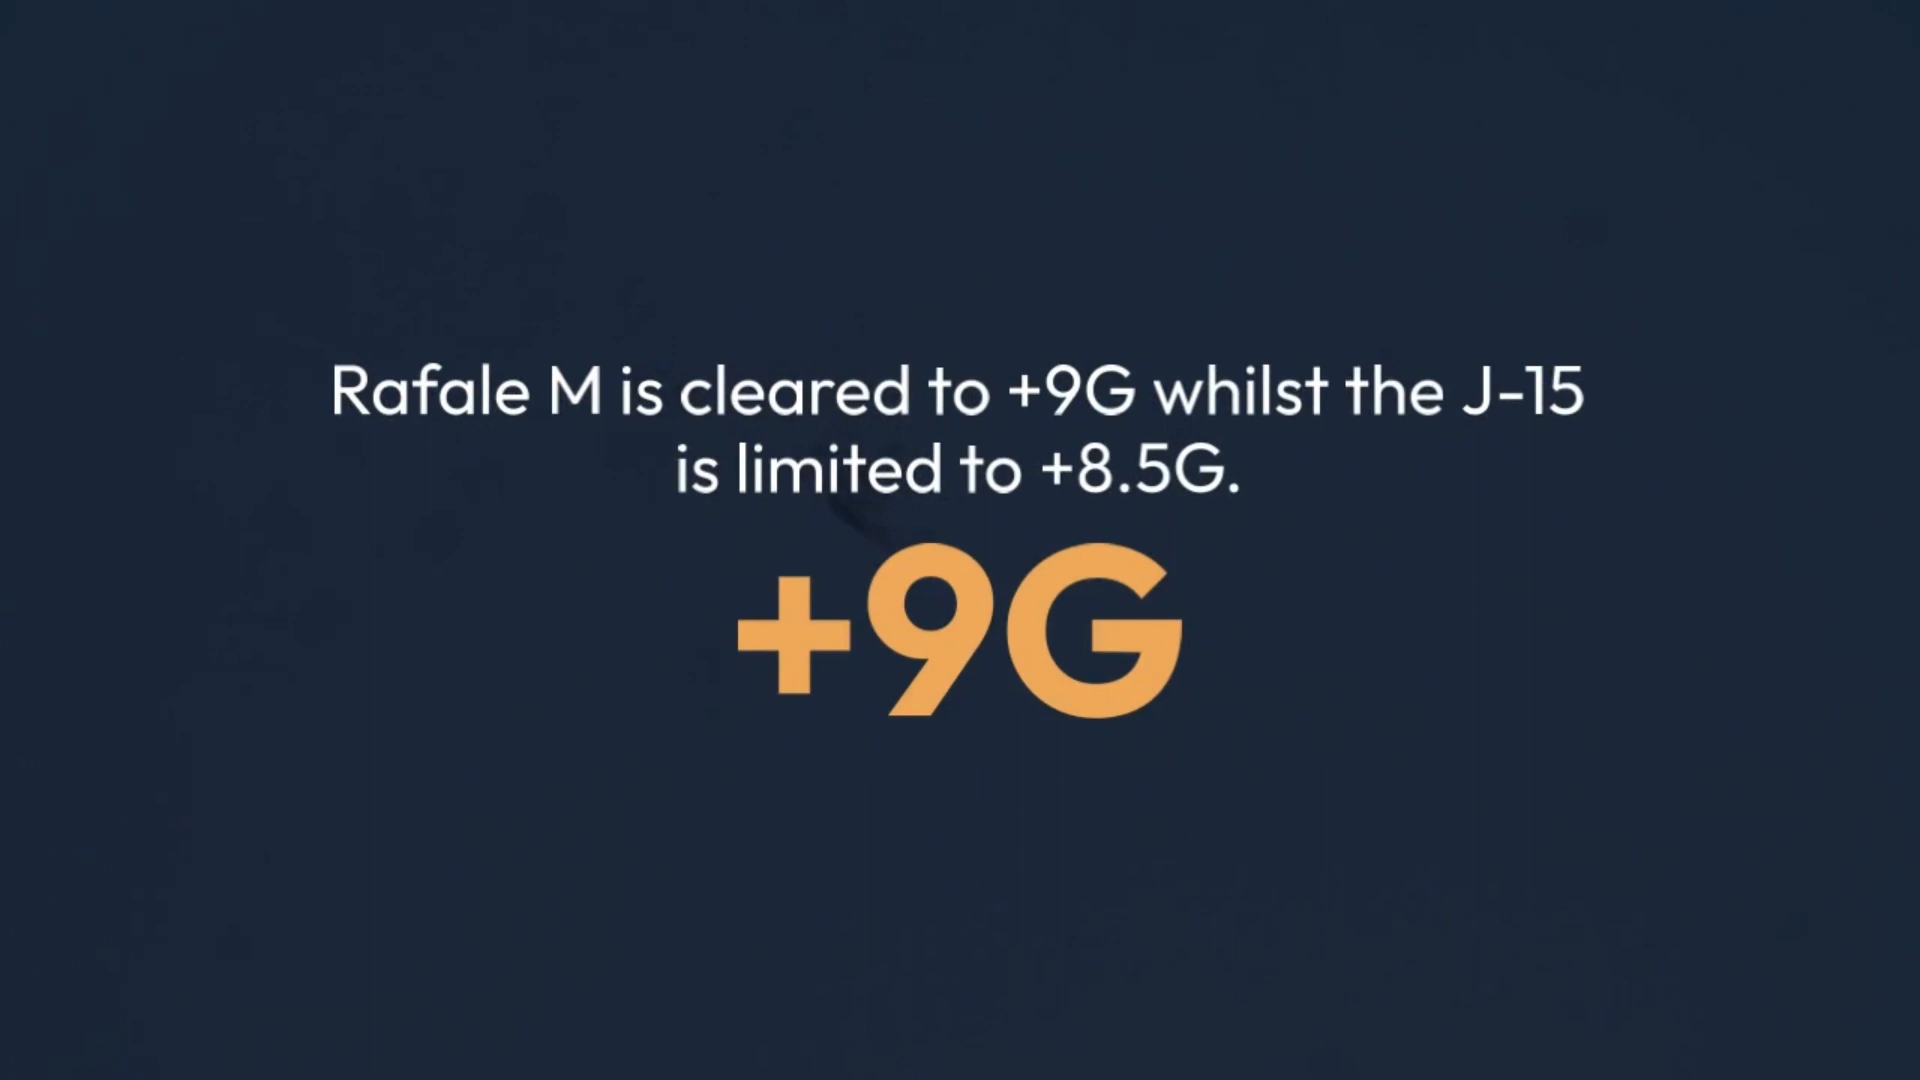 Rafale M is cleared to +9G whilst the J-15
is limited to +8.5G.
+9G